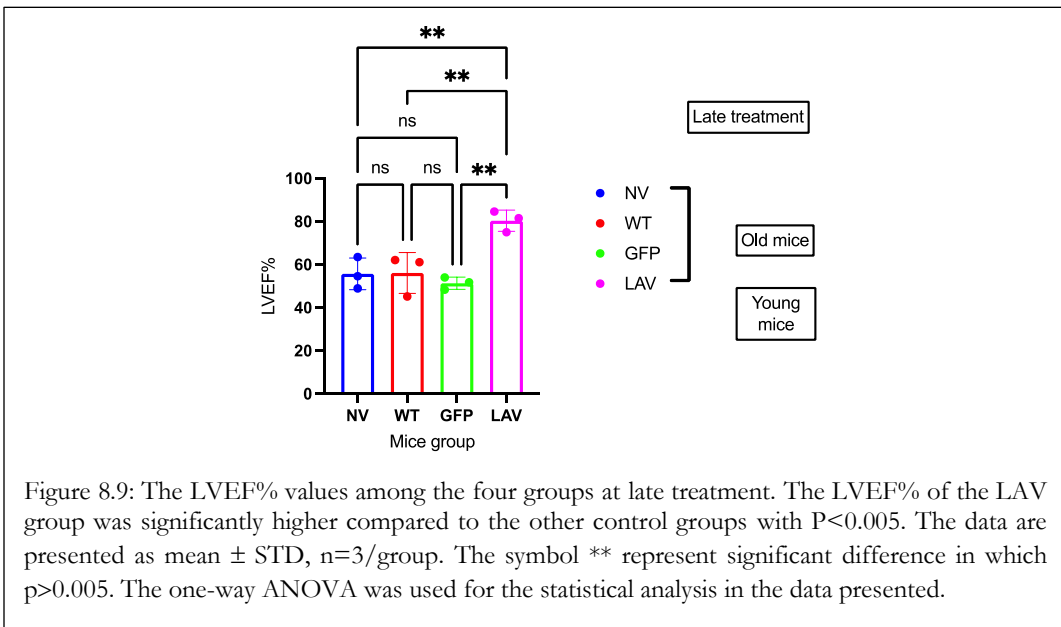 **
**
Late treatment
ns
ns
ns
**
100
80
60
40
20
0
LVEF%
NV
WT
GFP
LAV
Mice group
NV
WT
GFP
LAV
Old mice
Young
mice
Figure 8.9: The LVEF% values among the four groups at late treatment. The LVEF% of the LAV
group was significantly higher compared to the other control groups with P<0.005. The data are
presented as mean ± STD, n=3/group. The symbol ** represent significant difference in which
p>0.005. The one-way ANOVA was used for the statistical analysis in the data presented.